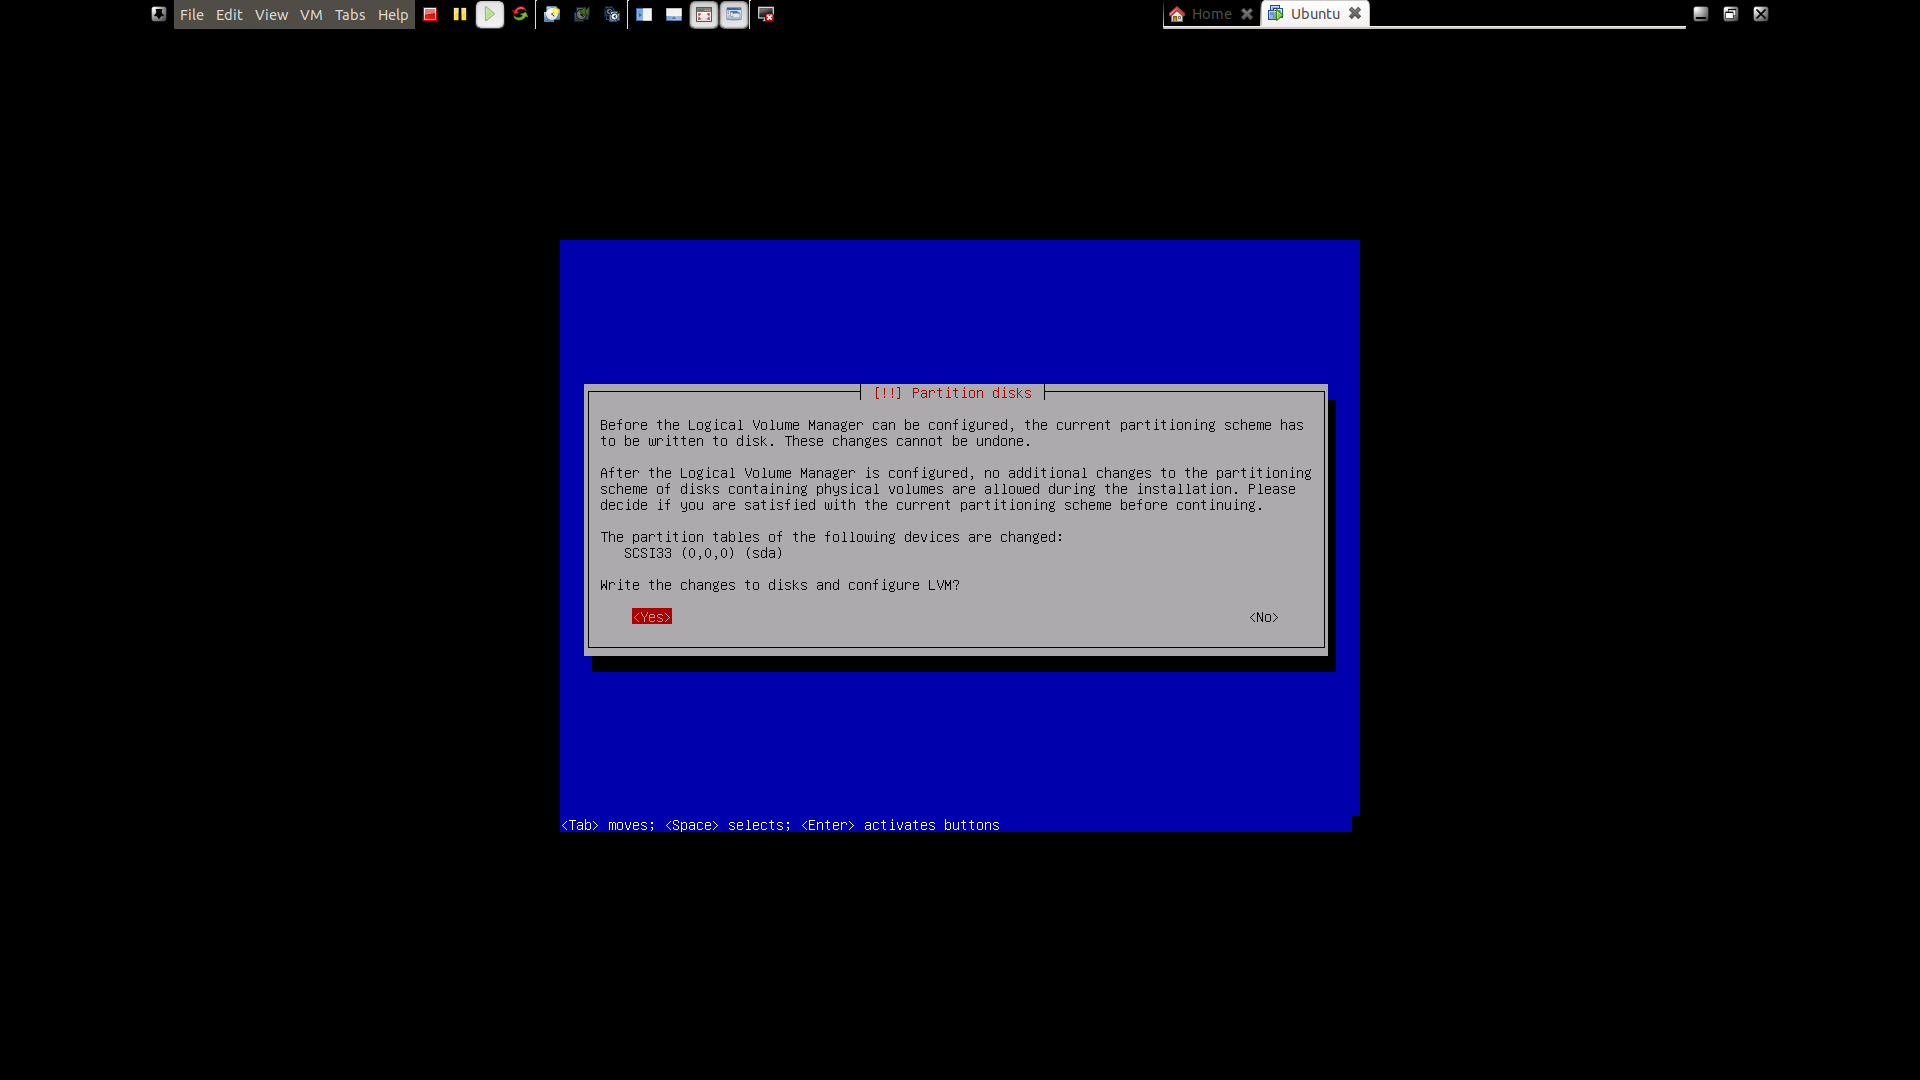 File Edit View VM Tabs Help
Home Ubuntu
[!!] Partition disks
Before the Logical Volume Manager can be configured, the current partitioning scheme has
to be written to disk. These changes cannot be undone.
After the Logical Volume Manager is configured, no additional changes to the partitioning
scheme of disks containing physical volumes are allowed during the installation. Please
decide if you are satisfied with the current partitioning scheme before continuing.
The partition tables of the following devices are changed:
SCSI33 (0,0,0) (sda)
Write the changes to disks and configure LVM?
<Yes> <No>
<Tab> moves; <Space> selects; <Enter> activates buttons